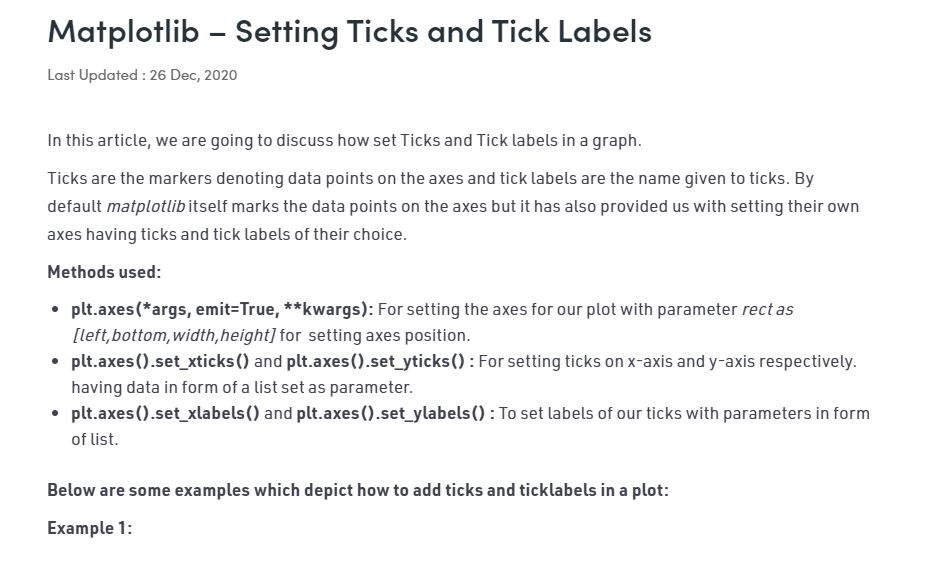 Matplotlib – Setting Ticks and Tick Labels
Last Updated : 26 Dec, 2020
In this article, we are going to discuss how set Ticks and Tick labels in a graph.
Ticks are the markers denoting data points on the axes and tick labels are the name given to ticks. By
default matplotlib itself marks the data points on the axes but it has also provided us with setting their own
axes having ticks and tick labels of their choice.
Methods used:
• plt.axes(*args, emit=True, **kwargs): For setting the axes for our plot with parameter rect as
[left,bottom,width,height] for setting axes position.
• plt.axes().set_xticks() and plt.axes().set_yticks() : For setting ticks on x-axis and y-axis respectively.
having data in form of a list set as parameter.
• plt.axes().set_xlabels() and plt.axes().set_ylabels() : To set labels of our ticks with parameters in form
of list.
Below are some examples which depict how to add ticks and ticklabels in a plot:
Example 1: